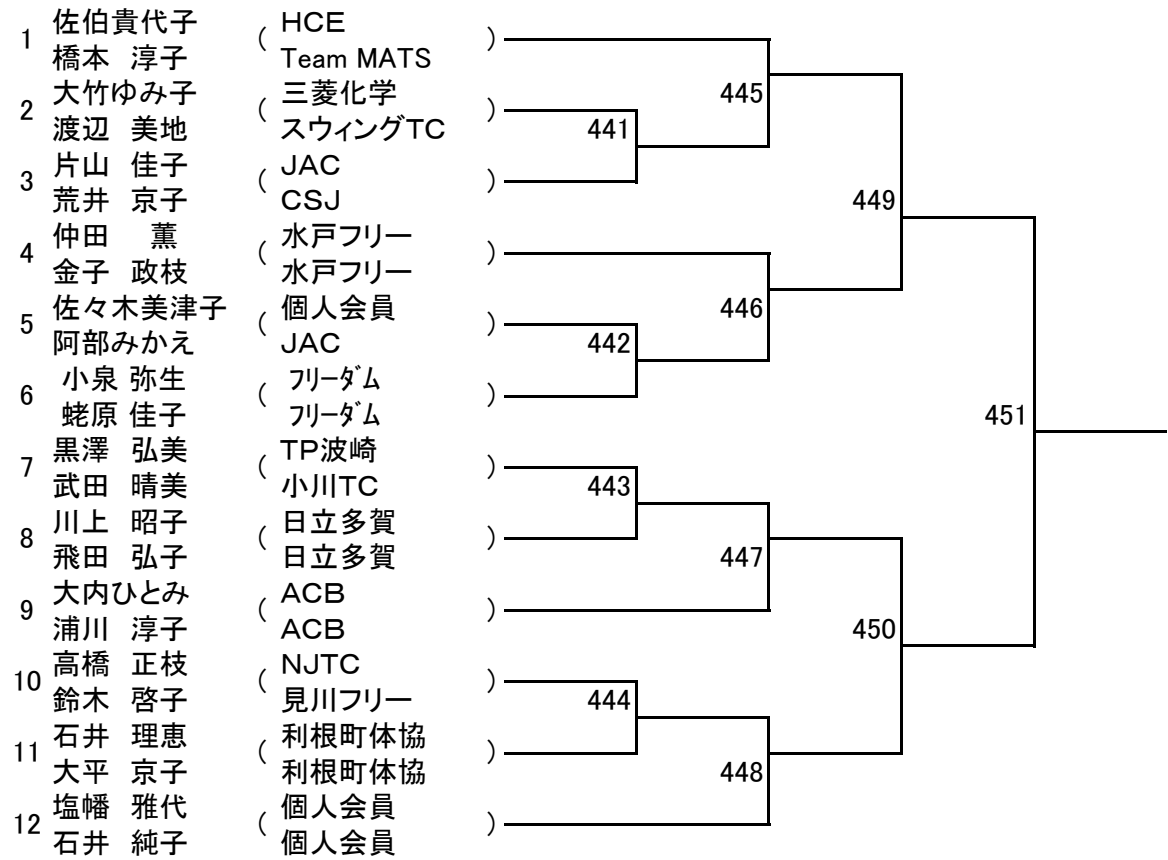 1 佐伯貴代子 ( HCE )
橋本 淳子 Team MATS
2 大竹ゆみ子 ( 三菱化学 )
渡辺 美地 スウィングTC
3 片山 佳子 ( JAC )
荒井 京子 CSJ
4 仲田 薫 ( 水戸フリー )
金子 政枝 水戸フリー
5 佐々木美津子 ( 個人会員 )
阿部みかえ JAC
6 小泉 弥生 ( フリーダム )
蛯原 佳子 フリーダム
7 黒澤 弘美 ( TP波崎 )
武田 晴美 小川TC
8 川上 昭子 ( 日立多賀 )
飛田 弘子 日立多賀
9 大内ひとみ ( ACB )
浦川 淳子 ACB
10 高橋 正枝 ( NJTC )
鈴木 啓子 見川フリー
11 石井 理恵 ( 利根町体協 )
大平 京子 利根町体協
12 塩幡 雅代 ( 個人会員 )
石井 純子 個人会員
441
442
443
444
445
446
447
448
449
450
451